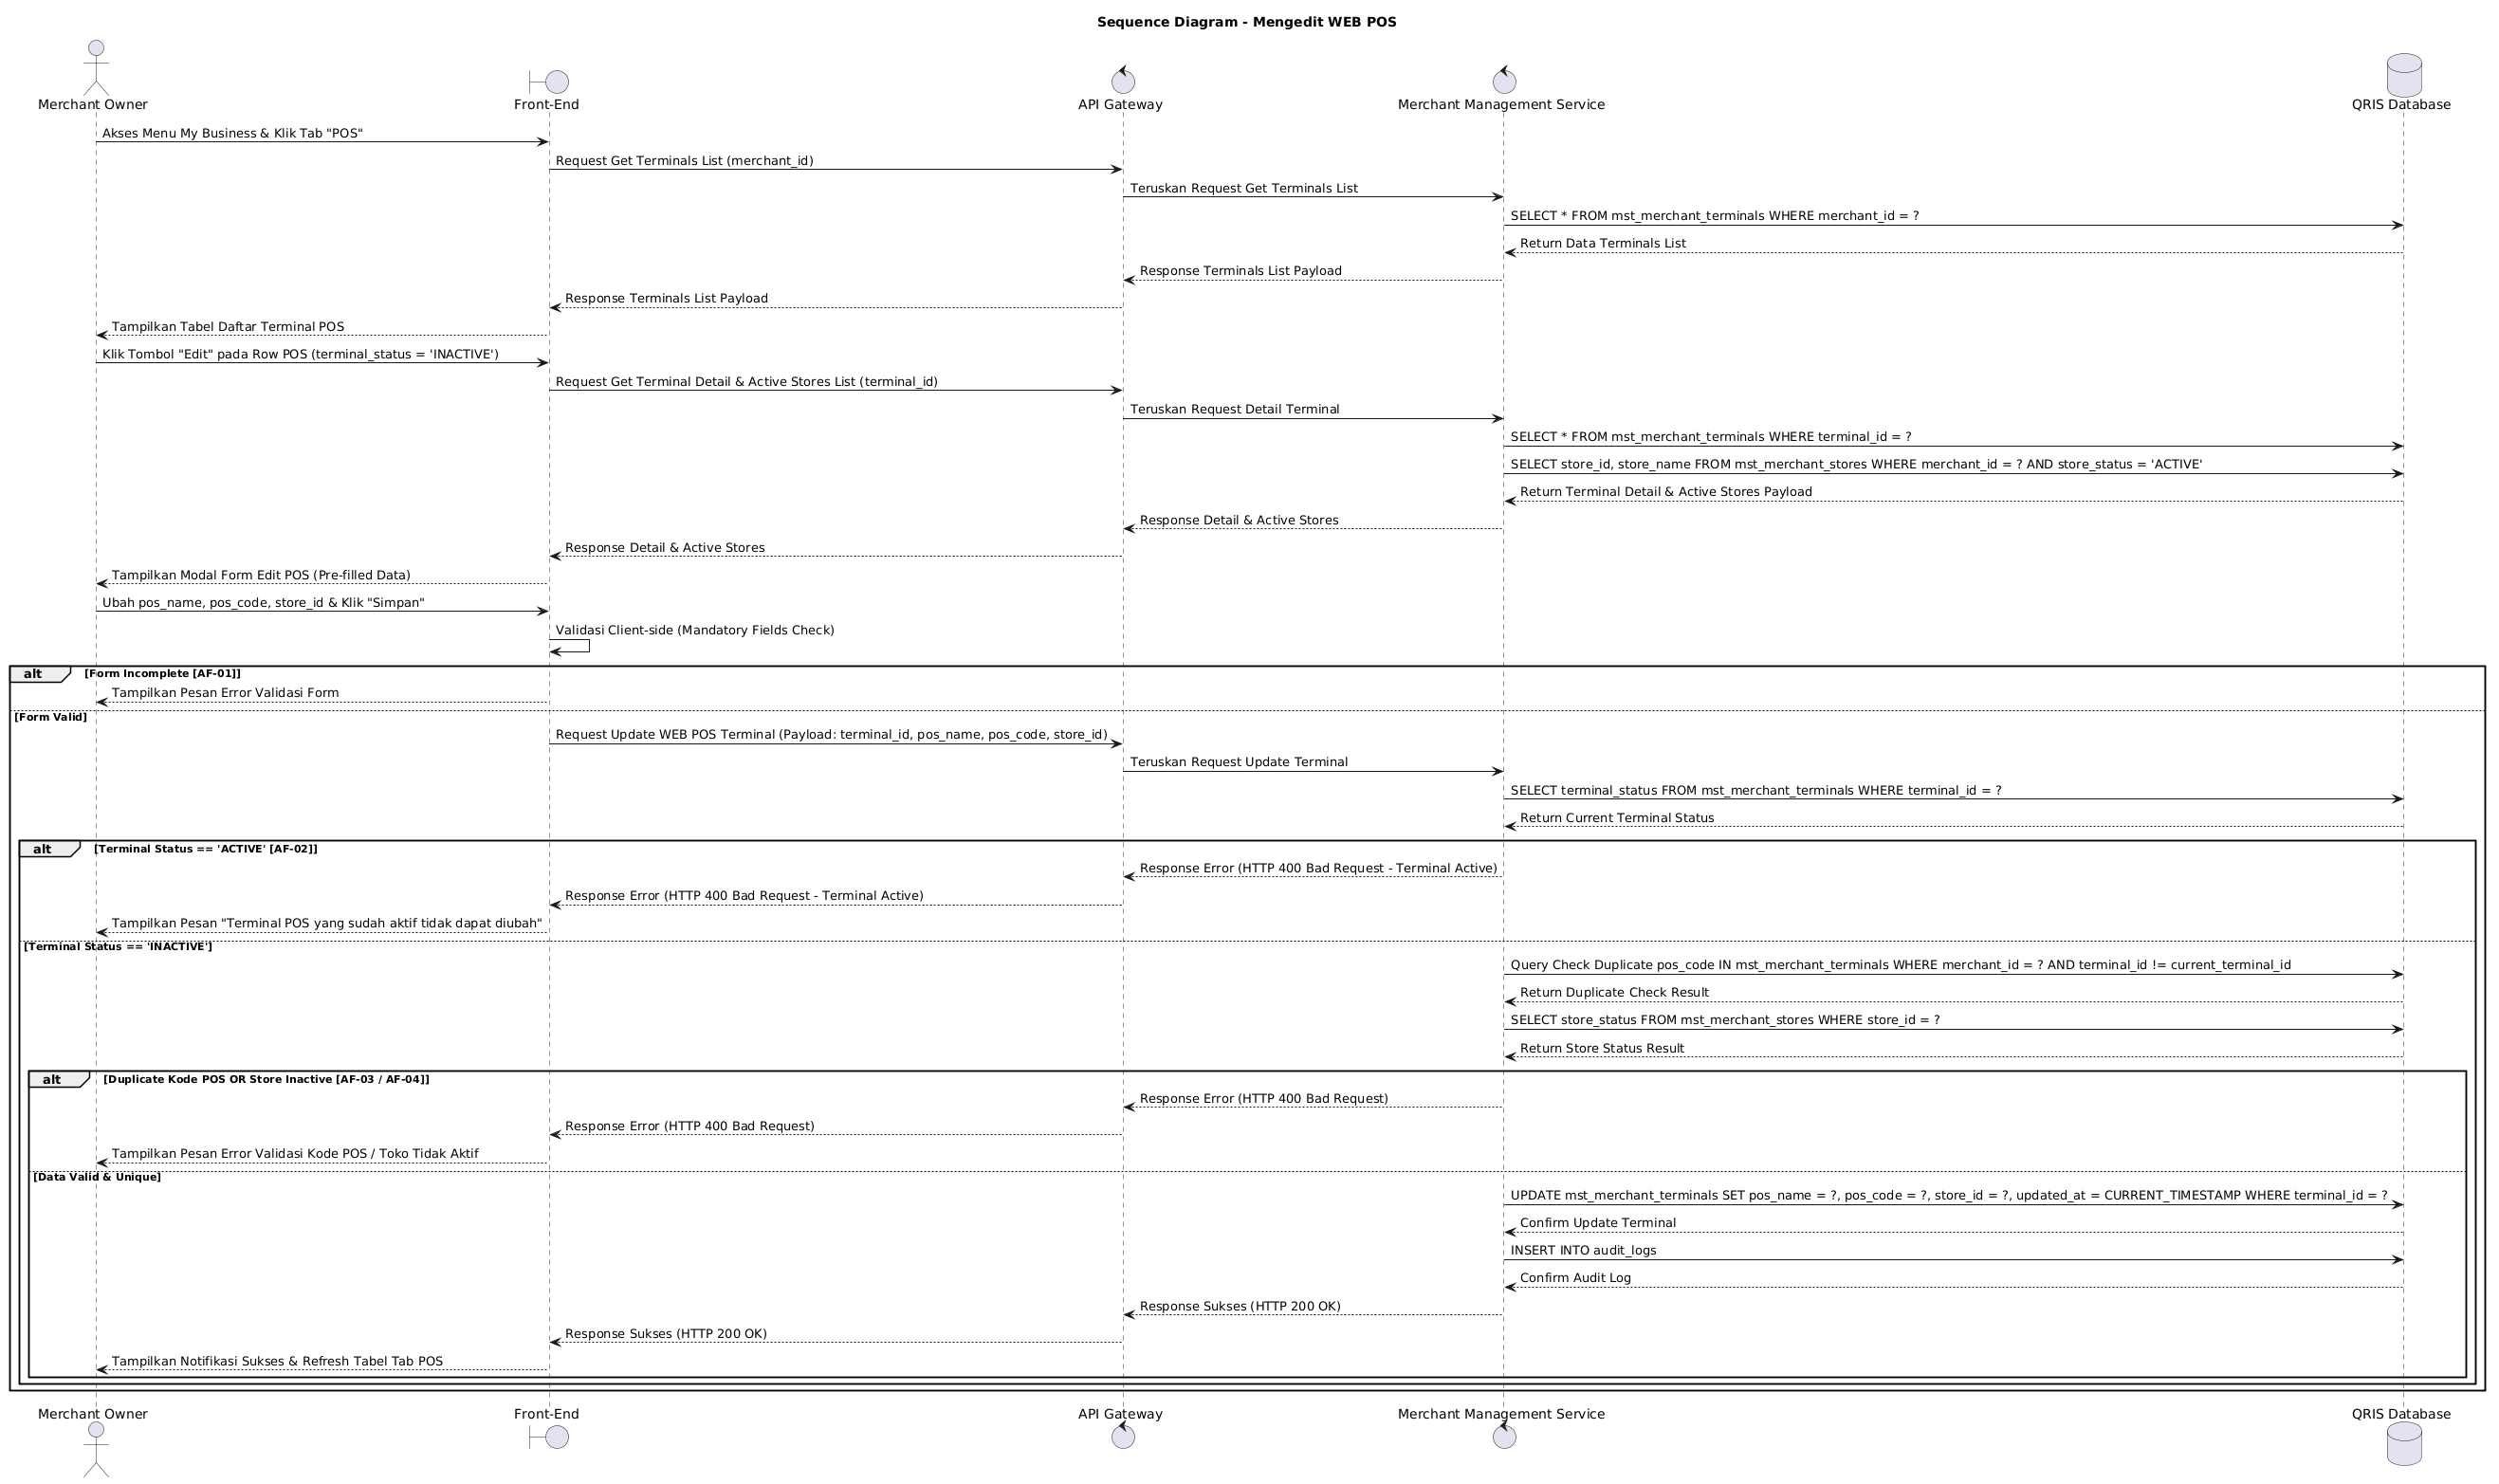 Sequence Diagram - Mengedit WEB POS
Merchant Owner
Front-End
API Gateway
Merchant Management Service
QRIS Database
Akses Menu My Business & Klik Tab "POS"
Request Get Terminals List (merchant_id)
Teruskan Request Get Terminals List
SELECT * FROM mst_merchant_terminals WHERE merchant_id = ?
Return Data Terminals List
Response Terminals List Payload
Response Terminals List Payload
Tampilkan Tabel Daftar Terminal POS
Klik Tombol "Edit" pada Row POS (terminal_status = 'INACTIVE')
Request Get Terminal Detail & Active Stores List (terminal_id)
Teruskan Request Detail Terminal
SELECT * FROM mst_merchant_terminals WHERE terminal_id = ?
SELECT store_id, store_name FROM mst_merchant_stores WHERE merchant_id = ? AND store_status = 'ACTIVE'
Return Terminal Detail & Active Stores Payload
Response Detail & Active Stores
Response Detail & Active Stores
Tampilkan Modal Form Edit POS (Pre-filled Data)
Ubah pos_name, pos_code, store_id & Klik "Simpan"
Validasi Client-side (Mandatory Fields Check)
alt [Form Incomplete [AF-01]]
Tampilkan Pesan Error Validasi Form
[Form Valid]
Request Update WEB POS Terminal (Payload: terminal_id, pos_name, pos_code, store_id)
Teruskan Request Update Terminal
SELECT terminal_status FROM mst_merchant_terminals WHERE terminal_id = ?
Return Current Terminal Status
alt [Terminal Status == 'ACTIVE' [AF-02]]
Response Error (HTTP 400 Bad Request - Terminal Active)
Response Error (HTTP 400 Bad Request - Terminal Active)
Tampilkan Pesan "Terminal POS yang sudah aktif tidak dapat diubah"
[Terminal Status == 'INACTIVE']
Query Check Duplicate pos_code IN mst_merchant_terminals WHERE merchant_id = ? AND terminal_id != current_terminal_id
Return Duplicate Check Result
SELECT store_status FROM mst_merchant_stores WHERE store_id = ?
Return Store Status Result
alt [Duplicate Kode POS OR Store Inactive [AF-03 / AF-04]]
Response Error (HTTP 400 Bad Request)
Response Error (HTTP 400 Bad Request)
Tampilkan Pesan Error Validasi Kode POS / Toko Tidak Aktif
[Data Valid & Unique]
UPDATE mst_merchant_terminals SET pos_name = ?, pos_code = ?, store_id = ?, updated_at = CURRENT_TIMESTAMP WHERE terminal_id = ?
Confirm Update Terminal
INSERT INTO audit_logs
Confirm Audit Log
Response Sukses (HTTP 200 OK)
Response Sukses (HTTP 200 OK)
Tampilkan Notifikasi Sukses & Refresh Tabel Tab POS
Merchant Owner
Front-End
API Gateway
Merchant Management Service
QRIS Database